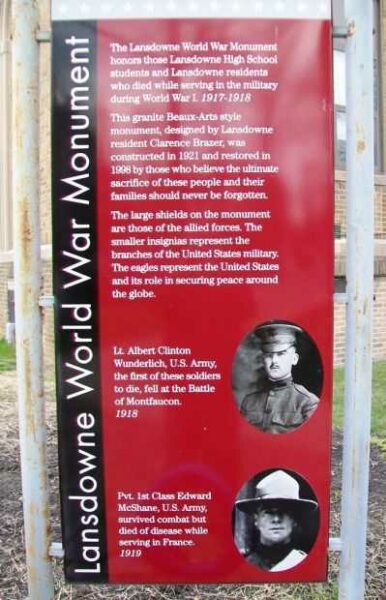 Lansdowne World War Monument
The Lansdowne World War Monument
honors those Lansdowne High School
students and Lansdowne residents
who died while serving in the military
during World War I. 1917-1918
This granite Beaux-Arts style
monument, designed by Lansdowne
resident Clarence Brazer, was
constructed in 1921 and restored in
1998 by those who believe the ultimate
sacrifice of these people and their
families should never be forgotten.
The large shields on the monument
are those of the allied forces. The
smaller insignias represent the
branches of the United States military.
The eagles represent the United States
and its role in securing peace around
the globe.
Lt. Albert Clinton
Wunderlich, U.S. Army,
the first of these soldiers
to die, fell at the Battle
of Montfaucon.
1918
Pvt. 1st Class Edward
McShane, U.S. Army,
survived combat but
died of disease while
serving in France.
1919